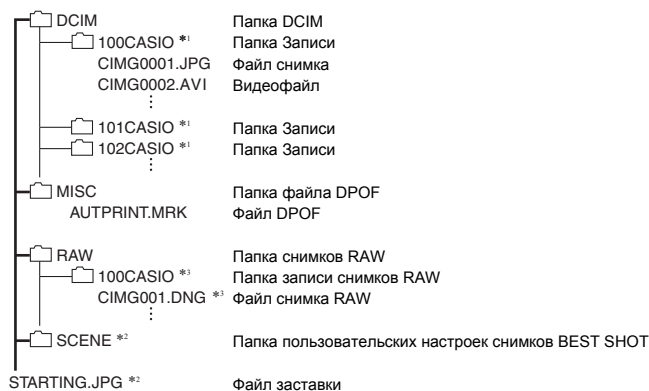 DCIM Папка DCIM
100CASIO *1 Папка Записи
CIMG0001.JPG Файл снимка
CIMG0002.AVI Видеофайл
101CASIO *1 Папка Записи
102CASIO *1 Папка Записи
MISC Папка файла DPOF
AUTPRINT.MRK Файл DPOF
RAW Папка снимков RAW
100CASIO *3 Папка записи снимков RAW
CIMG001.DNG *3 Файл снимка RAW
SCENE *2 Папка пользовательских настроек снимков BEST SHOT
STARTING.JPG *2 Файл заставки